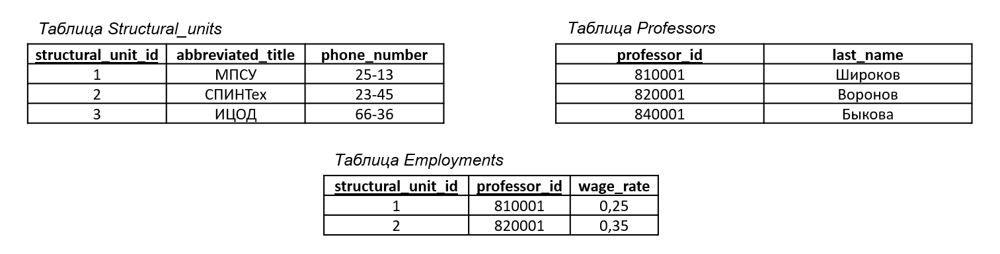 Таблица Structural_units
structural_unit_id abbreviated_title phone_number
1 МПСУ 25-13
2 СПИНТех 23-45
3 ИЦОД 66-36
Таблица Professors
professor_id last_name
810001 Широков
820001 Воронов
840001 Быкова
Таблица Employments
structural_unit_id professor_id wage_rate
1 810001 0,25
2 820001 0,35